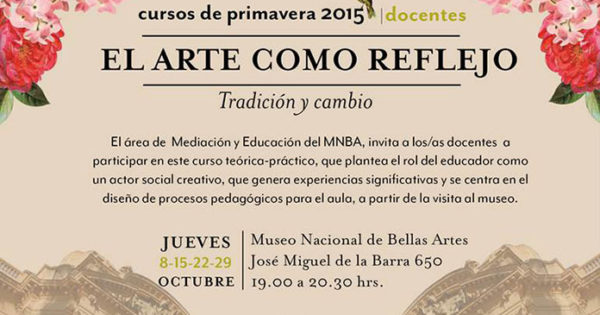 cursos de primavera 2015 | docentes
EL ARTE COMO REFLEJO
Tradición y cambio
El área de Mediación y Educación del MNBA, invita a los/as docentes a
participar en este curso teórica-práctico, que plantea el rol del educador como
un actor social creativo, que genera experiencias significativas y se centra en el
diseño de procesos pedagógicos para el aula, a partir de la visita al museo.
JUEVES
8-15-22-29
OCTUBRE
Museo Nacional de Bellas Artes
José Miguel de la Barra 650
19.00 a 20.30 hrs.